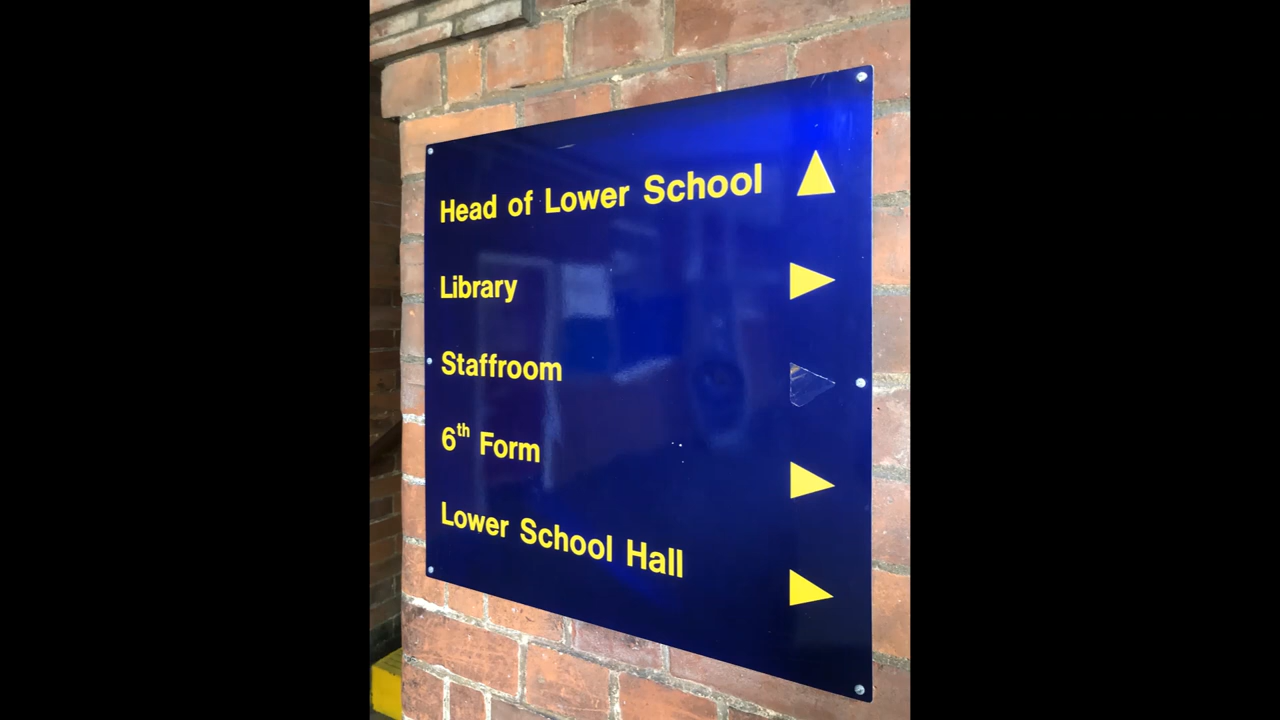 Head of Lower School
Library
Staffroom
6th Form
Lower School Hall